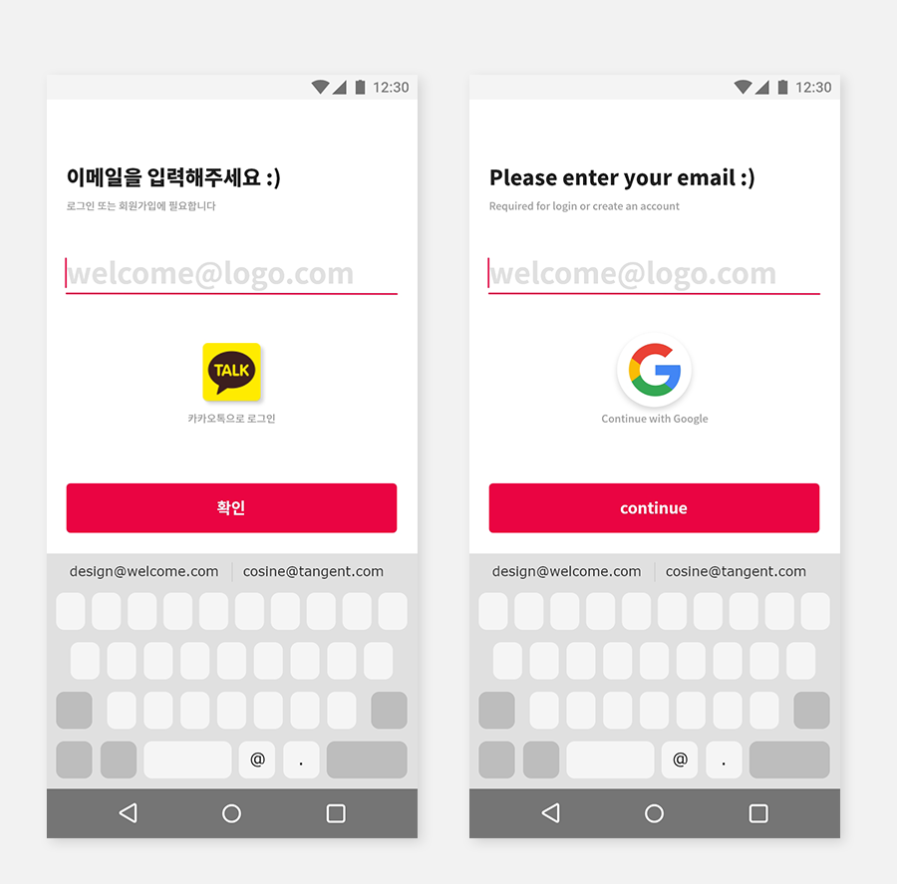 12:30
이메일을 입력해주세요 :)
로그인 또는 회원가입에 필요합니다
welcome@logo.com
TALK
카카오톡으로 로그인
확인
design@welcome.com cosine@tangent.com
@ .
12:30
Please enter your email :)
Required for login or create an account
welcome@logo.com
G
Continue with Google
continue
design@welcome.com cosine@tangent.com
@ .